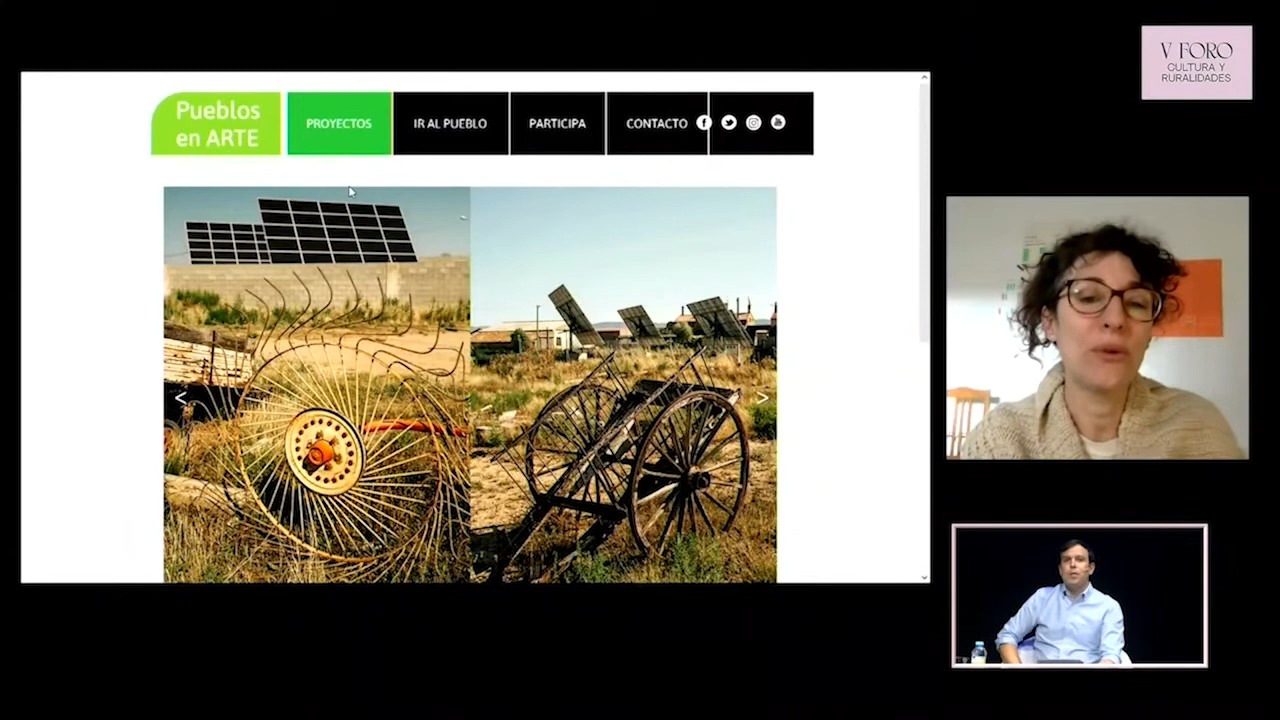 V FORO
CULTURA Y
RURALIDADES
Pueblos
en ARTE
PROYECTOS
IR AL PUEBLO
PARTICIPA
CONTACTO